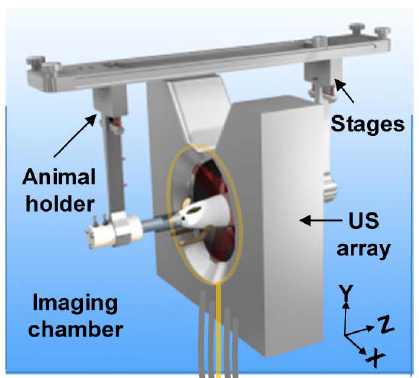 Animal
holder
Stages
US
array
Imaging
chamber
Y
Z
X